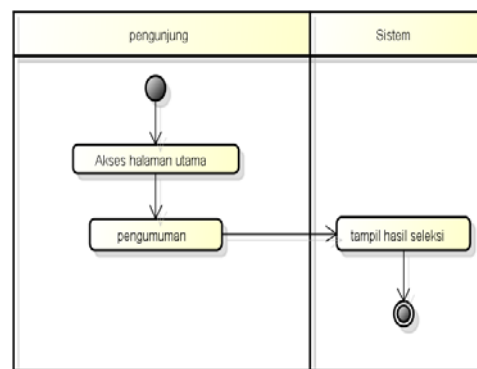 pengunjung
Sistem
Akses halaman utama
pengumuman
tampil hasil seleksi